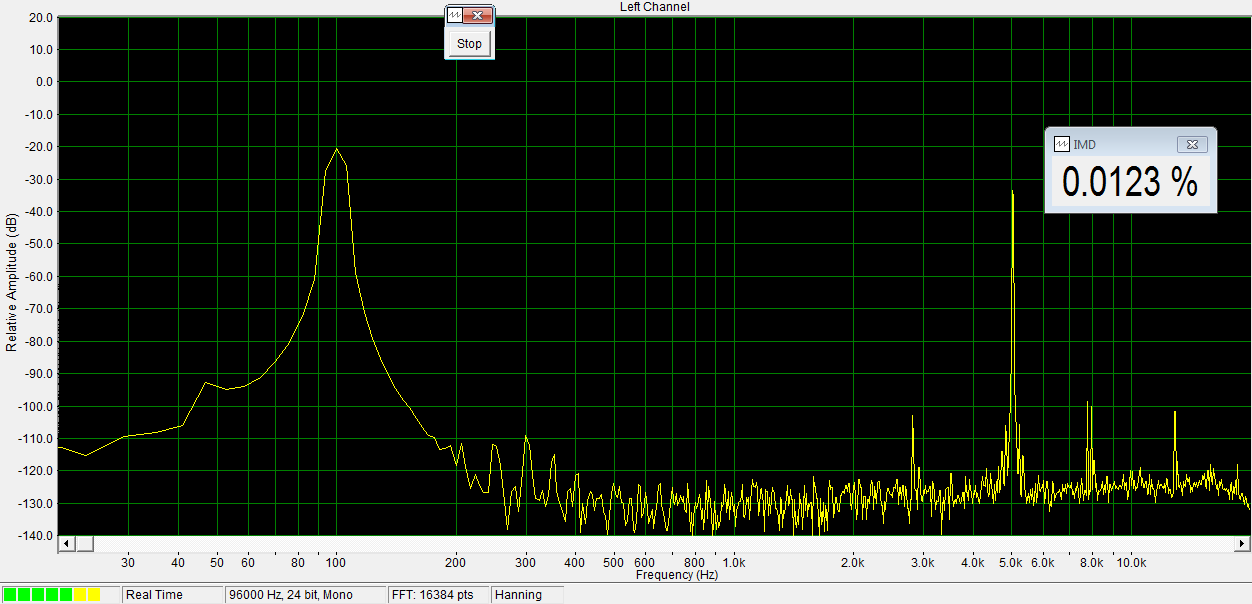 Left Channel
Stop
20.0
10.0
0.0
-10.0
-20.0
-30.0
-40.0
-50.0
-60.0
-70.0
-80.0
-90.0
-100.0
-110.0
-120.0
-130.0
-140.0
Relative Amplitude (dB)
IMD
0.0123 %
30 40 50 60 80 100 200 300 400 500 600 800 1.0k 2.0k 3.0k 4.0k 5.0k 6.0k 8.0k 10.0k
Frequency (Hz)
Real Time 96000 Hz, 24 bit, Mono FFT: 16384 pts Hanning